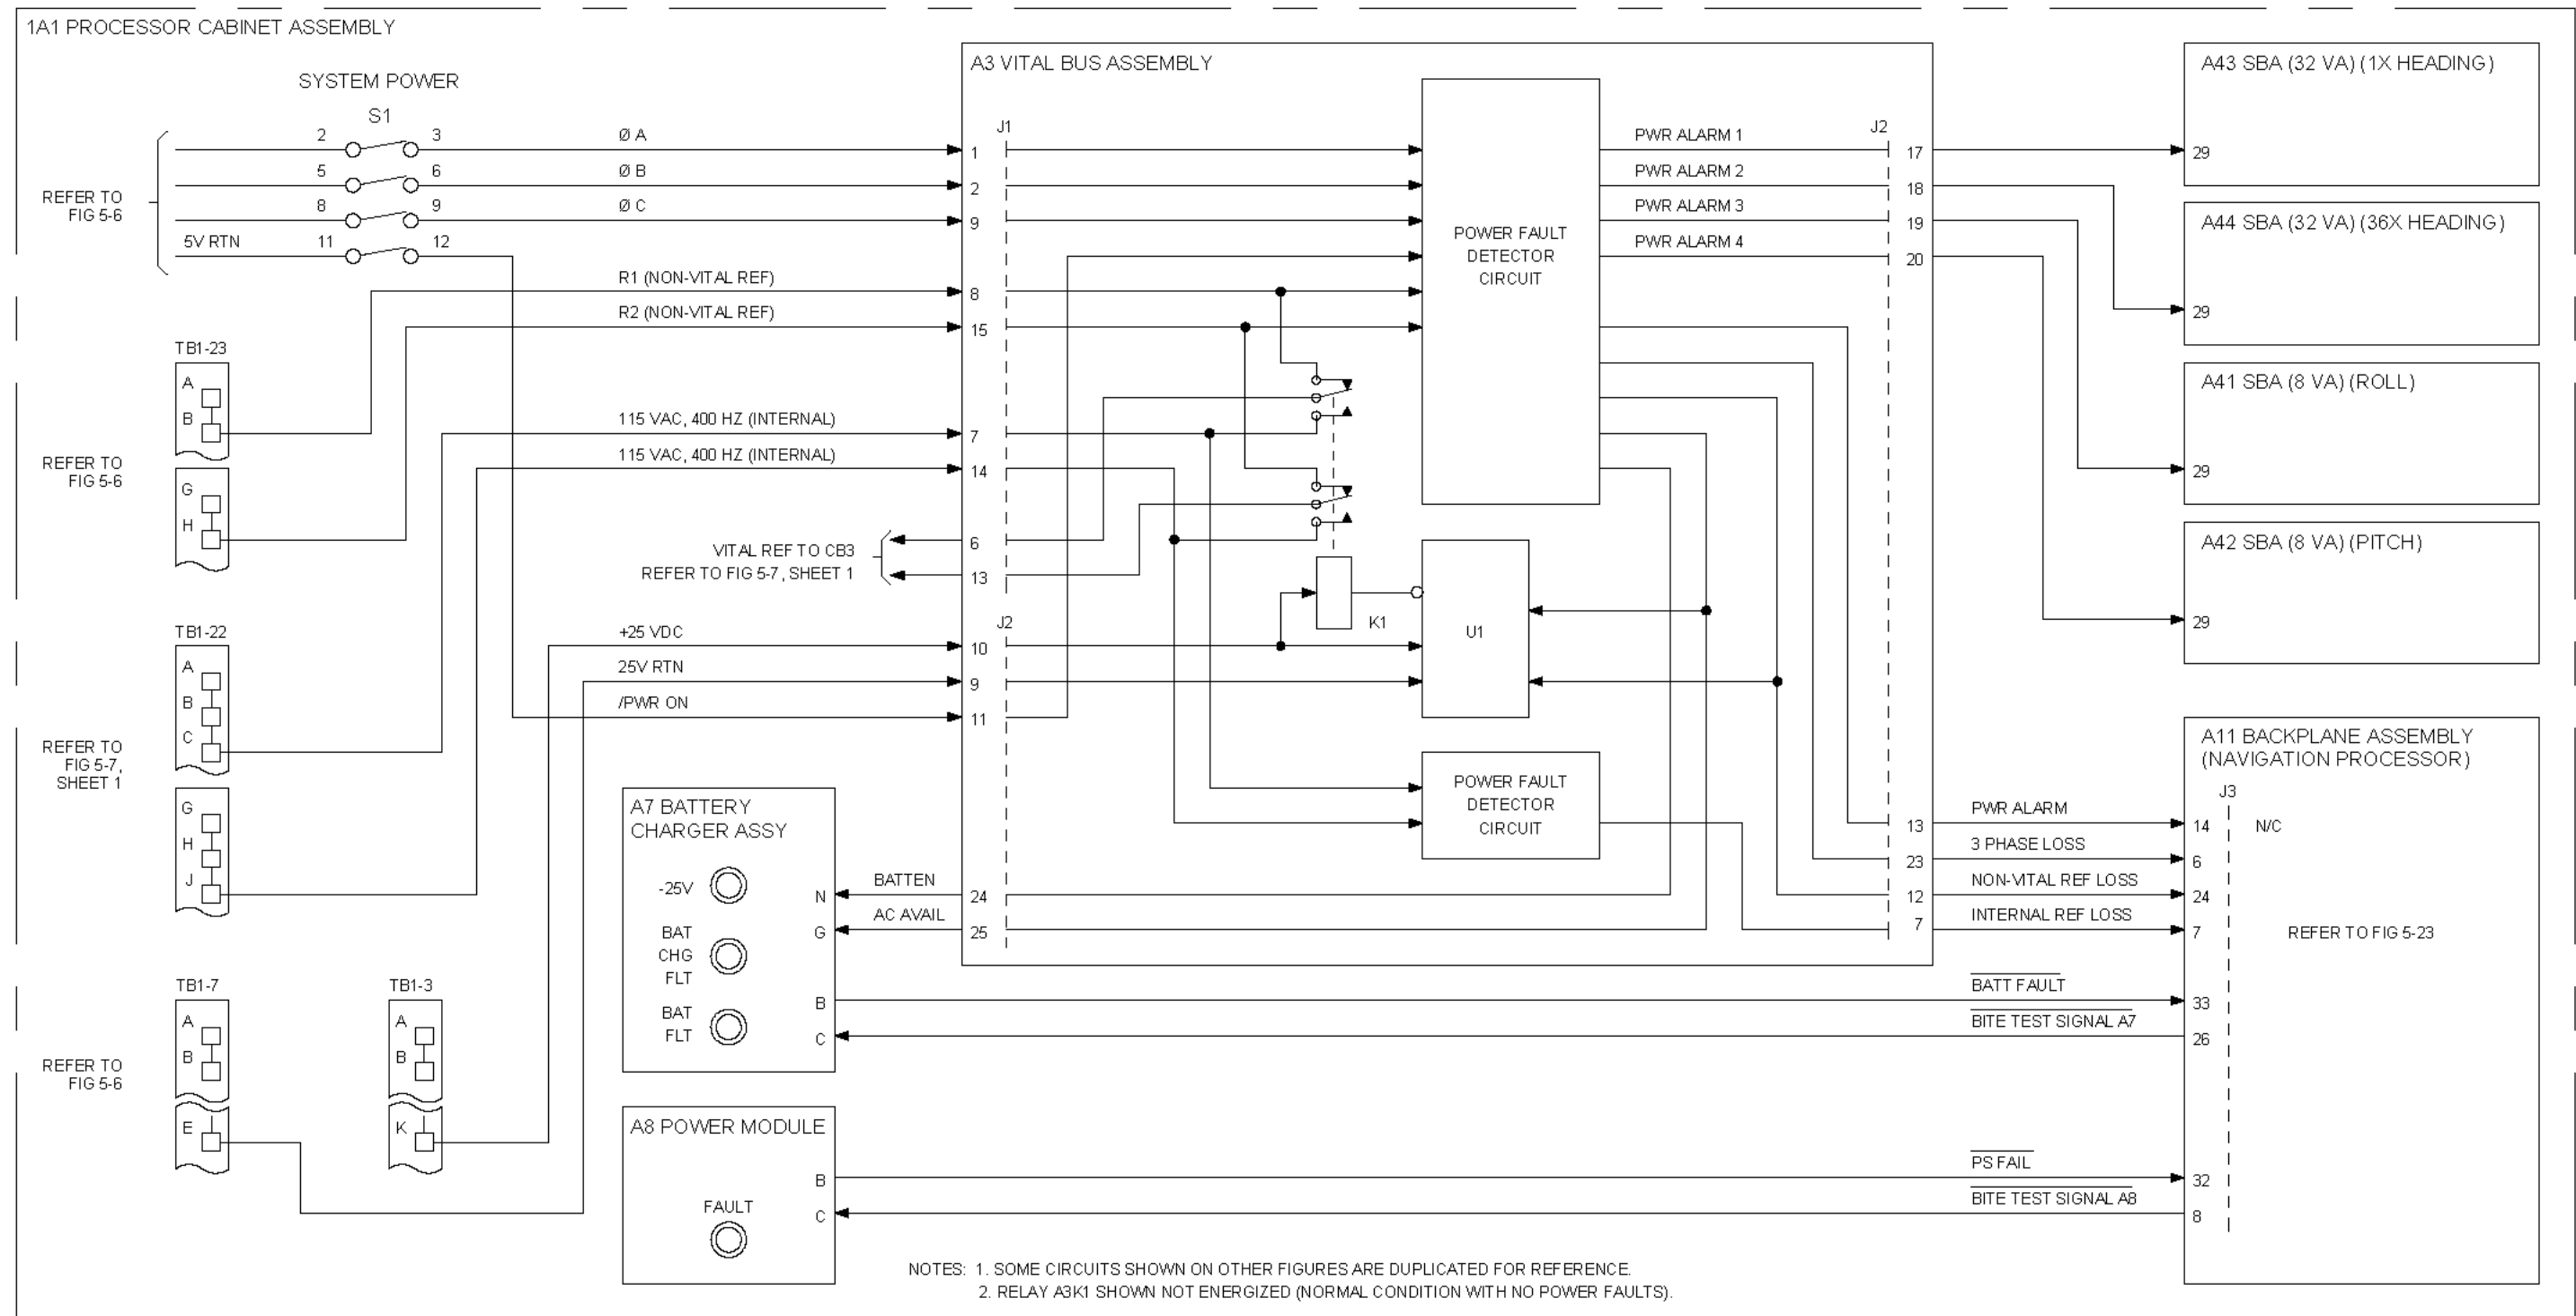 1A1 PROCESSOR CABINET ASSEMBLY
SYSTEM POWER
S1
2
3
Ø A
5
6
Ø B
8
9
Ø C
5V RTN
11
12
REFER TO
FIG 5-6
R1 (NON-VITAL REF)
R2 (NON-VITAL REF)
TB1-23
A
B
G
H
REFER TO
FIG 5-6
115 VAC, 400 HZ (INTERNAL)
115 VAC, 400 HZ (INTERNAL)
VITAL REF TO CB3
REFER TO FIG 5-7, SHEET 1
TB1-22
A
B
C
G
H
J
REFER TO
FIG 5-7,
SHEET 1
+25 VDC
25V RTN
/PWR ON
TB1-7
A
B
E
TB1-3
A
B
K
REFER TO
FIG 5-6
A7 BATTERY
CHARGER ASSY
-25V
BAT
CHG
FLT
BAT
FLT
N
G
B
C
BATTEN
AC AVAIL
A8 POWER MODULE
FAULT
B
C
A3 VITAL BUS ASSEMBLY
J1
1
2
9
8
15
7
14
6
13
J2
10
9
11
24
25
POWER FAULT
DETECTOR
CIRCUIT
K1
U1
POWER FAULT
DETECTOR
CIRCUIT
PWR ALARM 1
PWR ALARM 2
PWR ALARM 3
PWR ALARM 4
J2
17
18
19
20
13
23
12
7
A43 SBA (32 VA) (1X HEADING)
29
A44 SBA (32 VA) (36X HEADING)
29
A41 SBA (8 VA) (ROLL)
29
A42 SBA (8 VA) (PITCH)
29
A11 BACKPLANE ASSEMBLY
(NAVIGATION PROCESSOR)
J3
PWR ALARM
14
N/C
3 PHASE LOSS
6
NON-VITAL REF LOSS
24
INTERNAL REF LOSS
7
REFER TO FIG 5-23
BATT FAULT
33
BITE TEST SIGNAL A7
26
PS FAIL
32
BITE TEST SIGNAL A8
8
NOTES: 1. SOME CIRCUITS SHOWN ON OTHER FIGURES ARE DUPLICATED FOR REFERENCE.
2. RELAY A3K1 SHOWN NOT ENERGIZED (NORMAL CONDITION WITH NO POWER FAULTS).